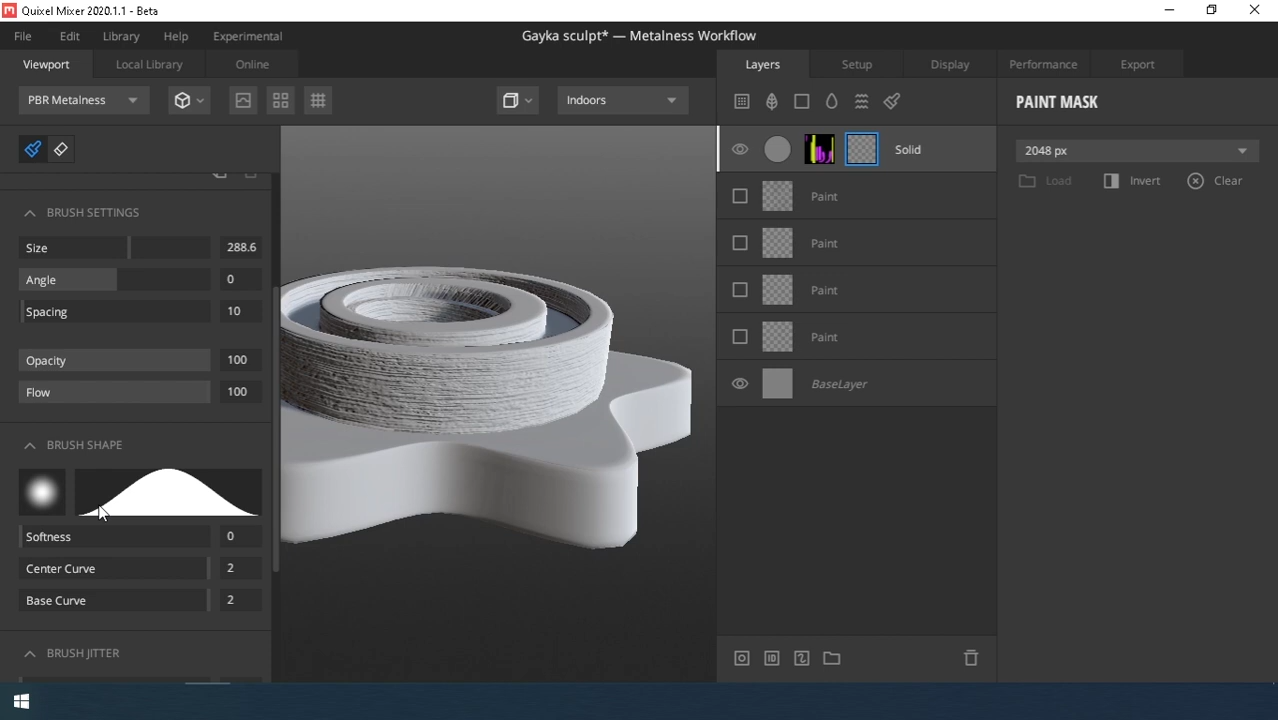 Quixel Mixer 2020.1.1 - Beta
File Edit Library Help Experimental
Gayka sculpt* — Metalness Workflow
Viewport Local Library Online
Layers Setup Display Performance Export
PBR Metalness
Indoors
PAINT MASK
2048 px
Load Invert Clear
Solid
Paint
Paint
Paint
Paint
BaseLayer
BRUSH SETTINGS
Size 288.6
Angle 0
Spacing 10
Opacity 100
Flow 100
BRUSH SHAPE
Softness 0
Center Curve 2
Base Curve 2
BRUSH JITTER